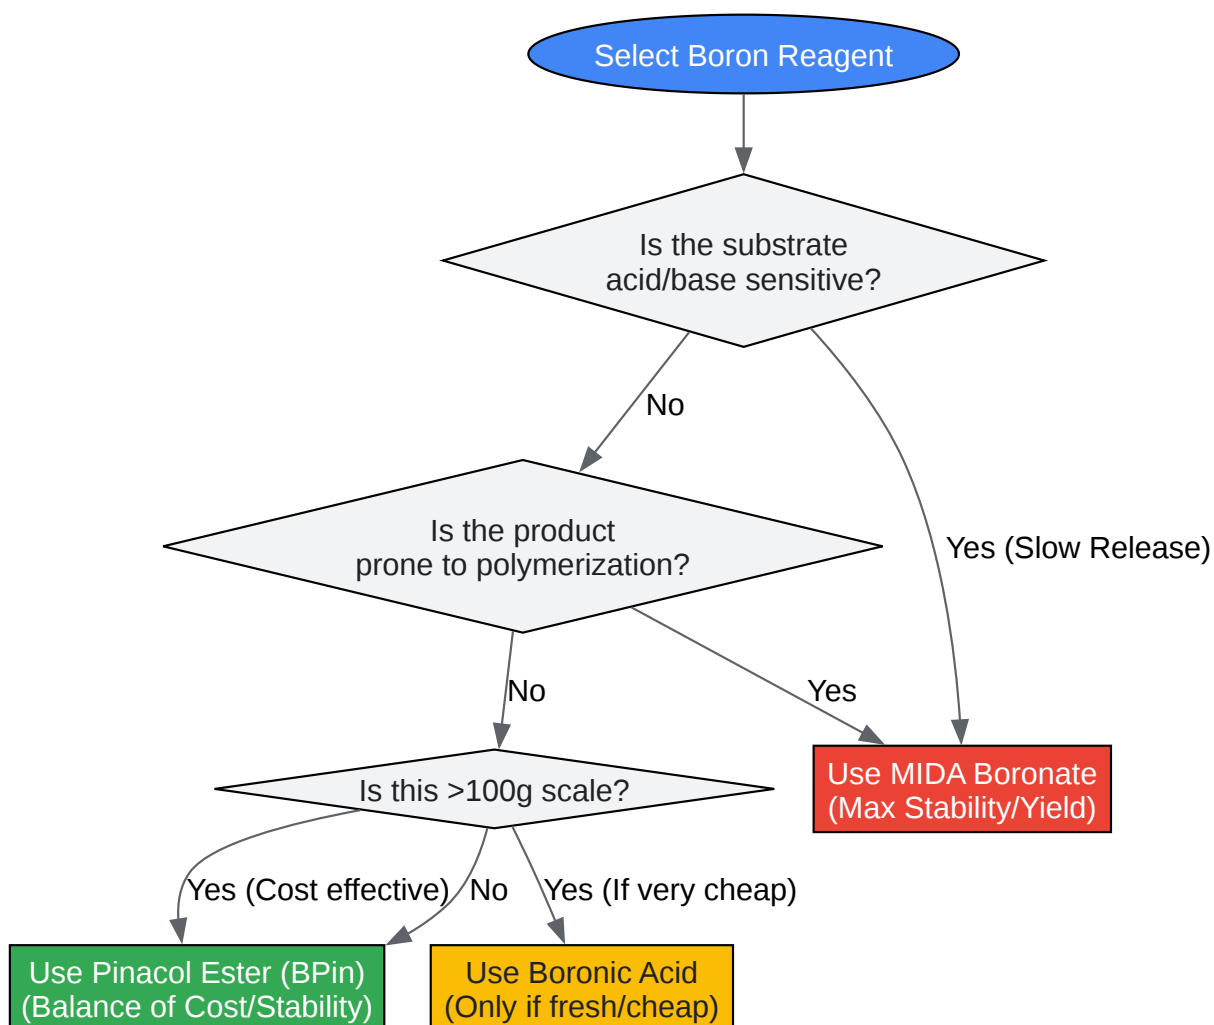 Select Boron Reagent
Is the substrate
acid/base sensitive?
No
Yes (Slow Release)
Is the product
prone to polymerization?
No
Yes
Use MIDA Boronate
(Max Stability/Yield)
Is this >100g scale?
Yes (Cost effective)
No
Yes (If very cheap)
Use Pinacol Ester (BPin)
(Balance of Cost/Stability)
Use Boronic Acid
(Only if fresh/cheap)